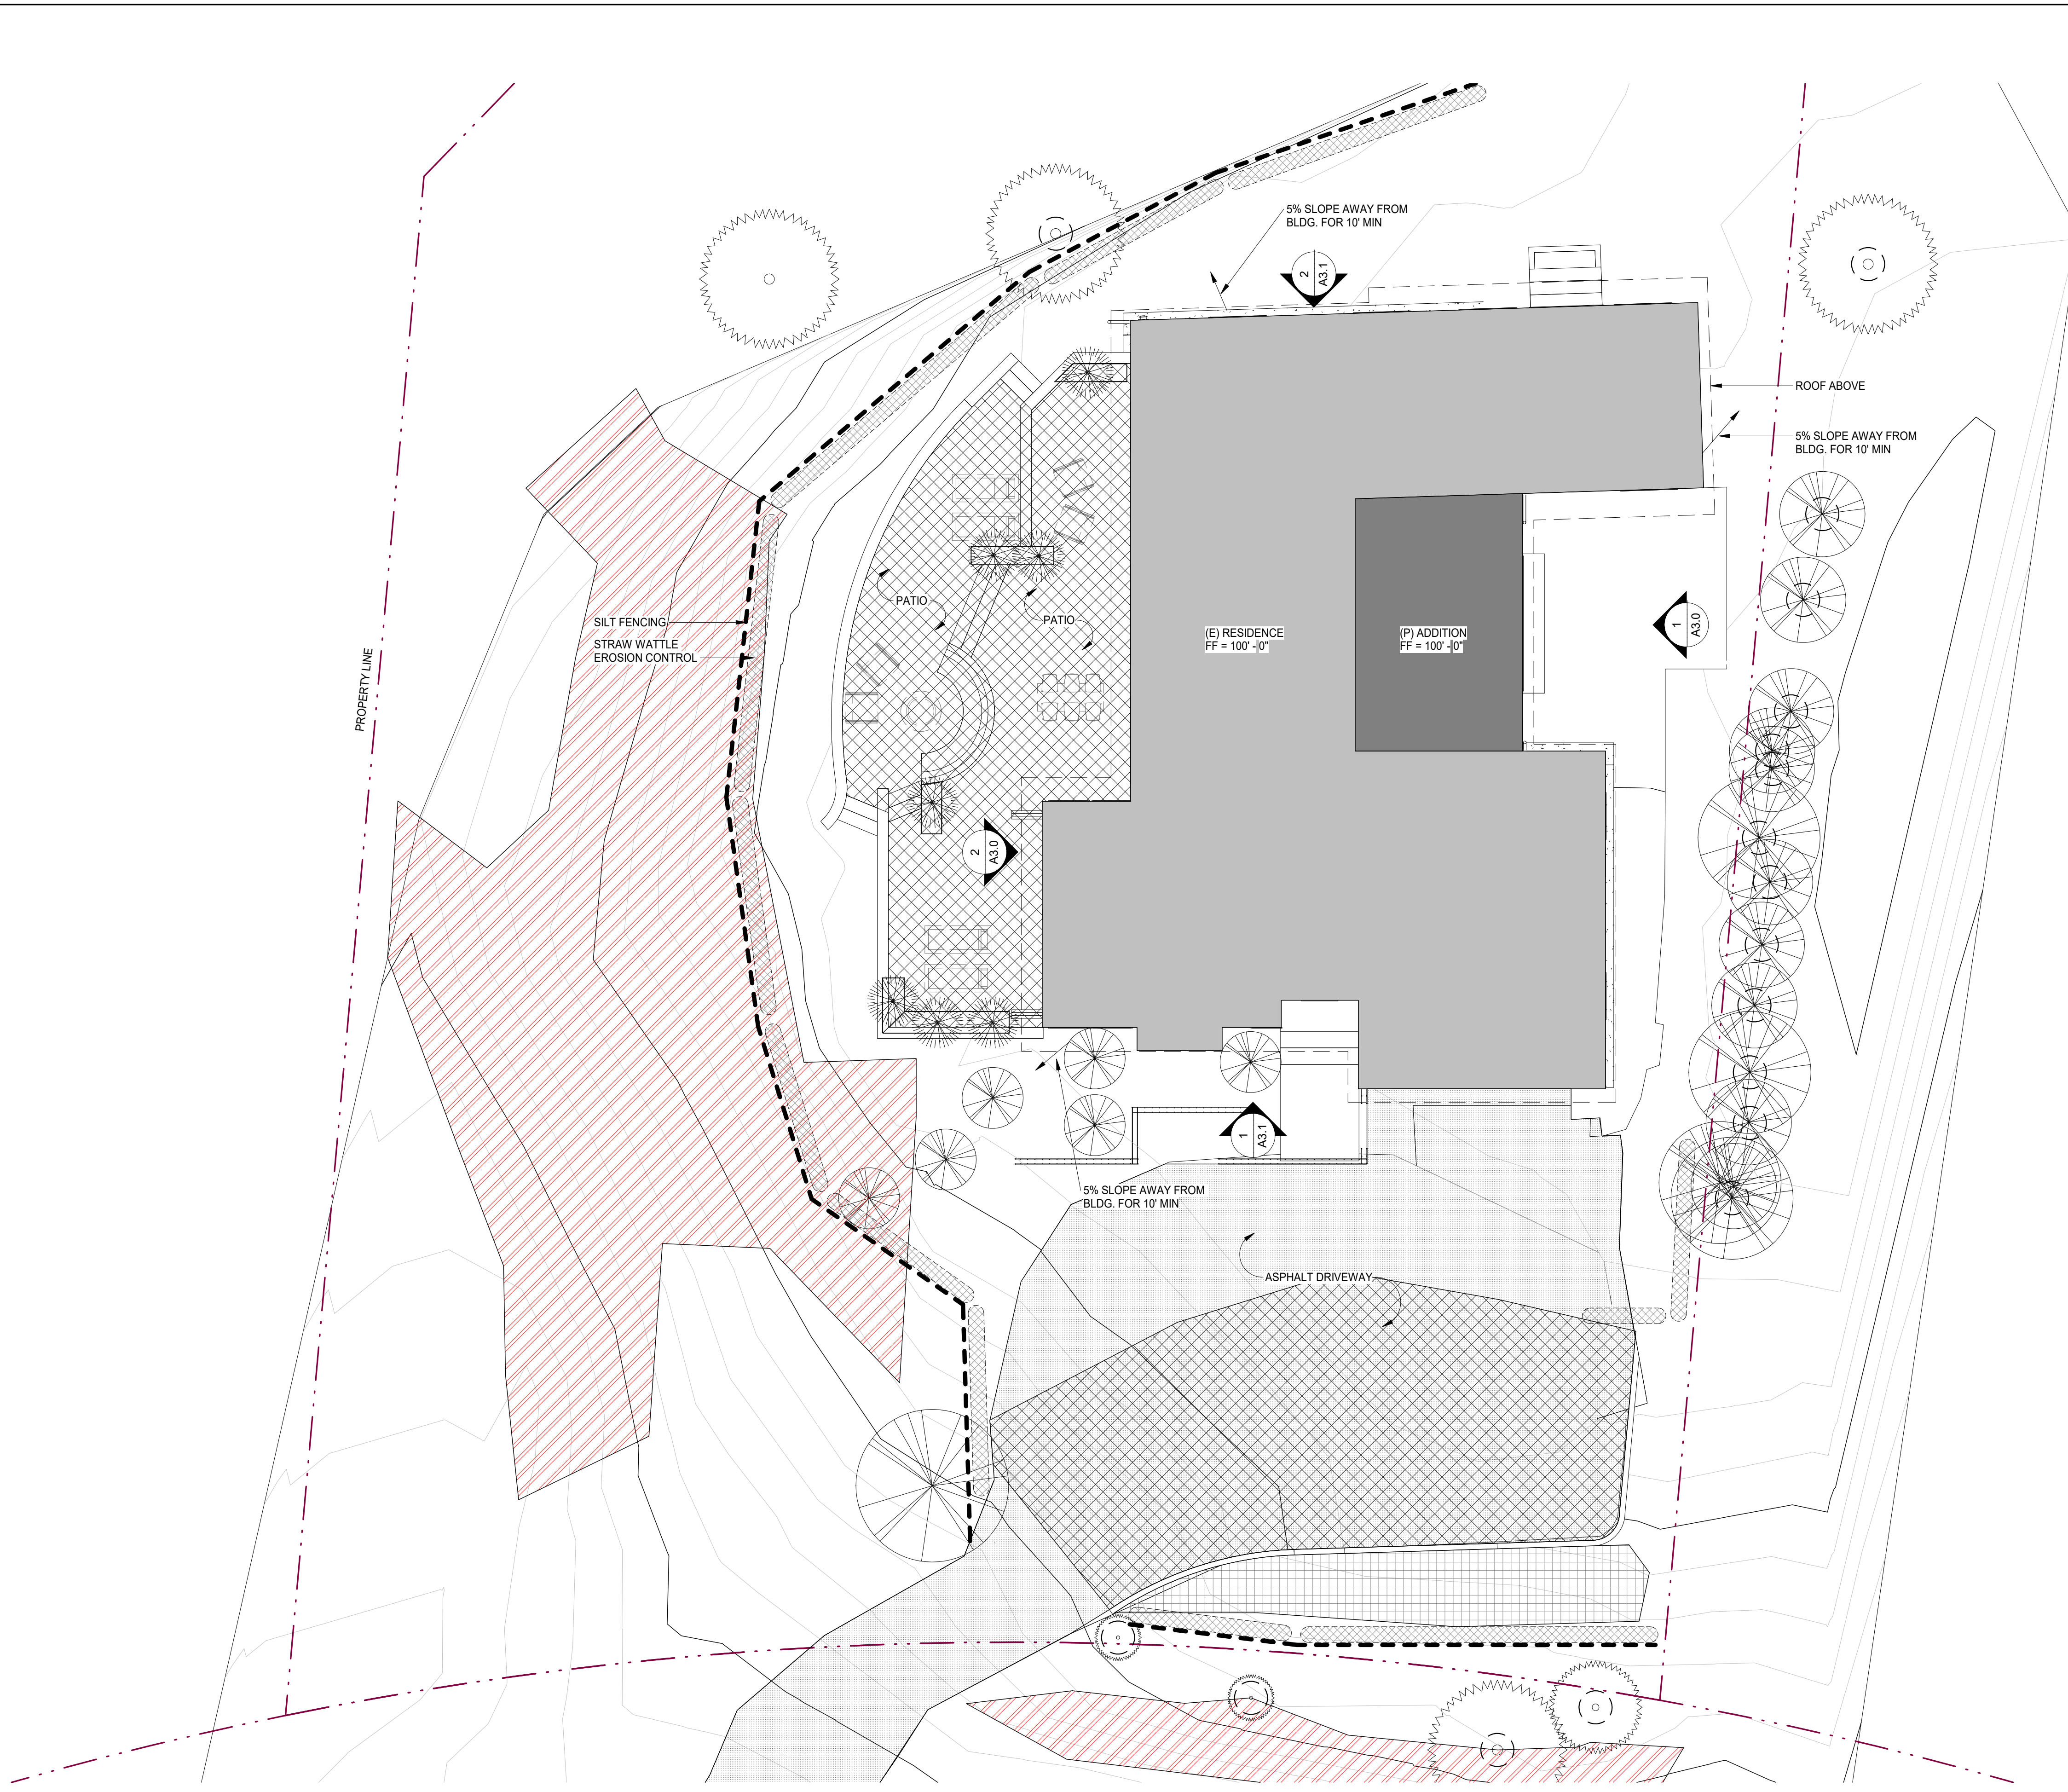 5% SLOPE AWAY FROM
BLDG. FOR 10' MIN
2
A3.1
ROOF ABOVE
5% SLOPE AWAY FROM
BLDG. FOR 10' MIN
PATIO
PATIO
SILT FENCING
STRAW WATTLE
EROSION CONTROL
(E) RESIDENCE
FF = 100' - 0"
(P) ADDITION
FF = 100' - 0"
1
A3.0
PROPERTY LINE
2
A3.0
1
A3.1
5% SLOPE AWAY FROM
BLDG. FOR 10' MIN
ASPHALT DRIVEWAY